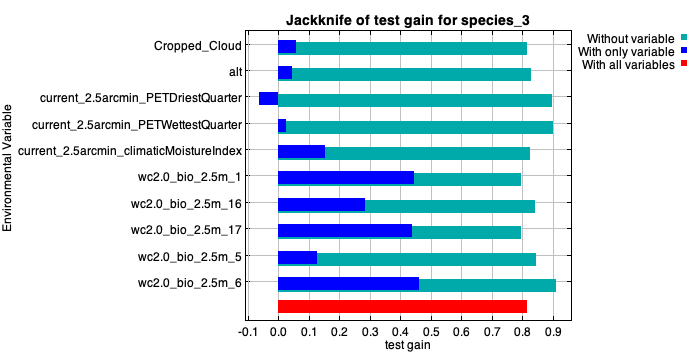 Jackknife of test gain for species_3
Without variable
With only variable
With all variables
Environmental Variable
Cropped_Cloud
alt
current_2.5arcmin_PETDriestQuarter
current_2.5arcmin_PETWettestQuarter
current_2.5arcmin_climaticMoistureIndex
wc2.0_bio_2.5m_1
wc2.0_bio_2.5m_16
wc2.0_bio_2.5m_17
wc2.0_bio_2.5m_5
wc2.0_bio_2.5m_6
-0.1 0.0 0.1 0.2 0.3 0.4 0.5 0.6 0.7 0.8 0.9
test gain